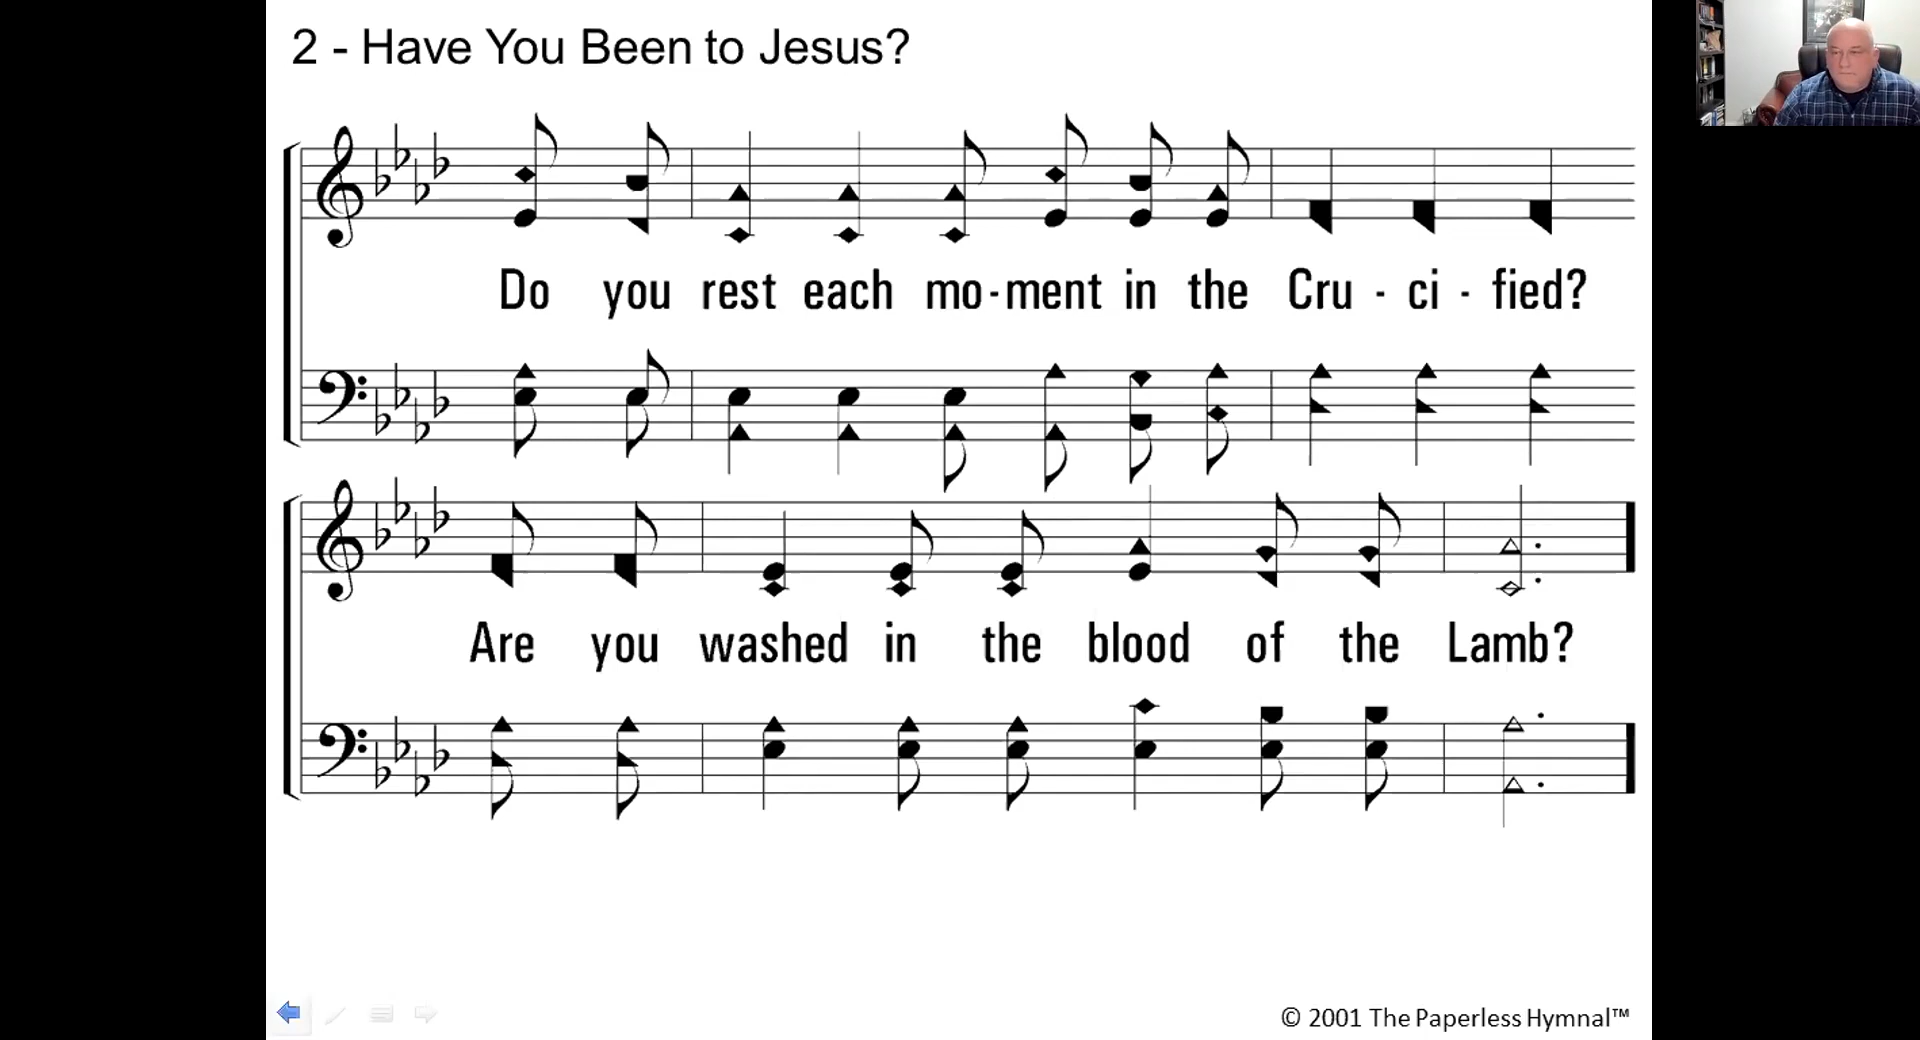 2 - Have You Been to Jesus?
Do you rest each mo - ment in the Cru - ci - fied?
Are you washed in the blood of the Lamb?
© 2001 The Paperless Hymnal™